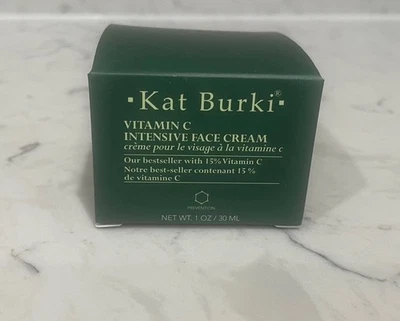 ·Kat Burki®·
VITAMIN C
INTENSIVE FACE CREAM
crème pour le visage à la vitamine c
Our bestseller with 15% Vitamin C
Notre best-seller contenant 15 %
de vitamine C
PREVENTION
NET WT. 1 OZ / 30 ML